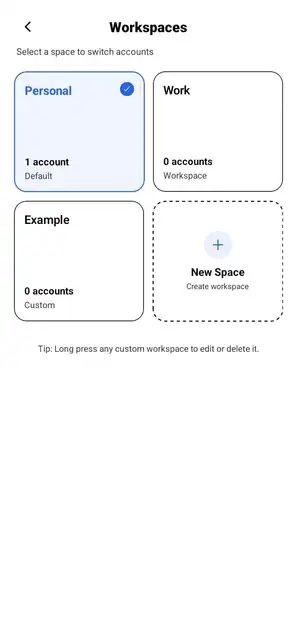 Workspaces
Select a space to switch accounts
Personal
1 account
Default
Work
0 accounts
Workspace
Example
0 accounts
Custom
New Space
Create workspace
Tip: Long press any custom workspace to edit or delete it.